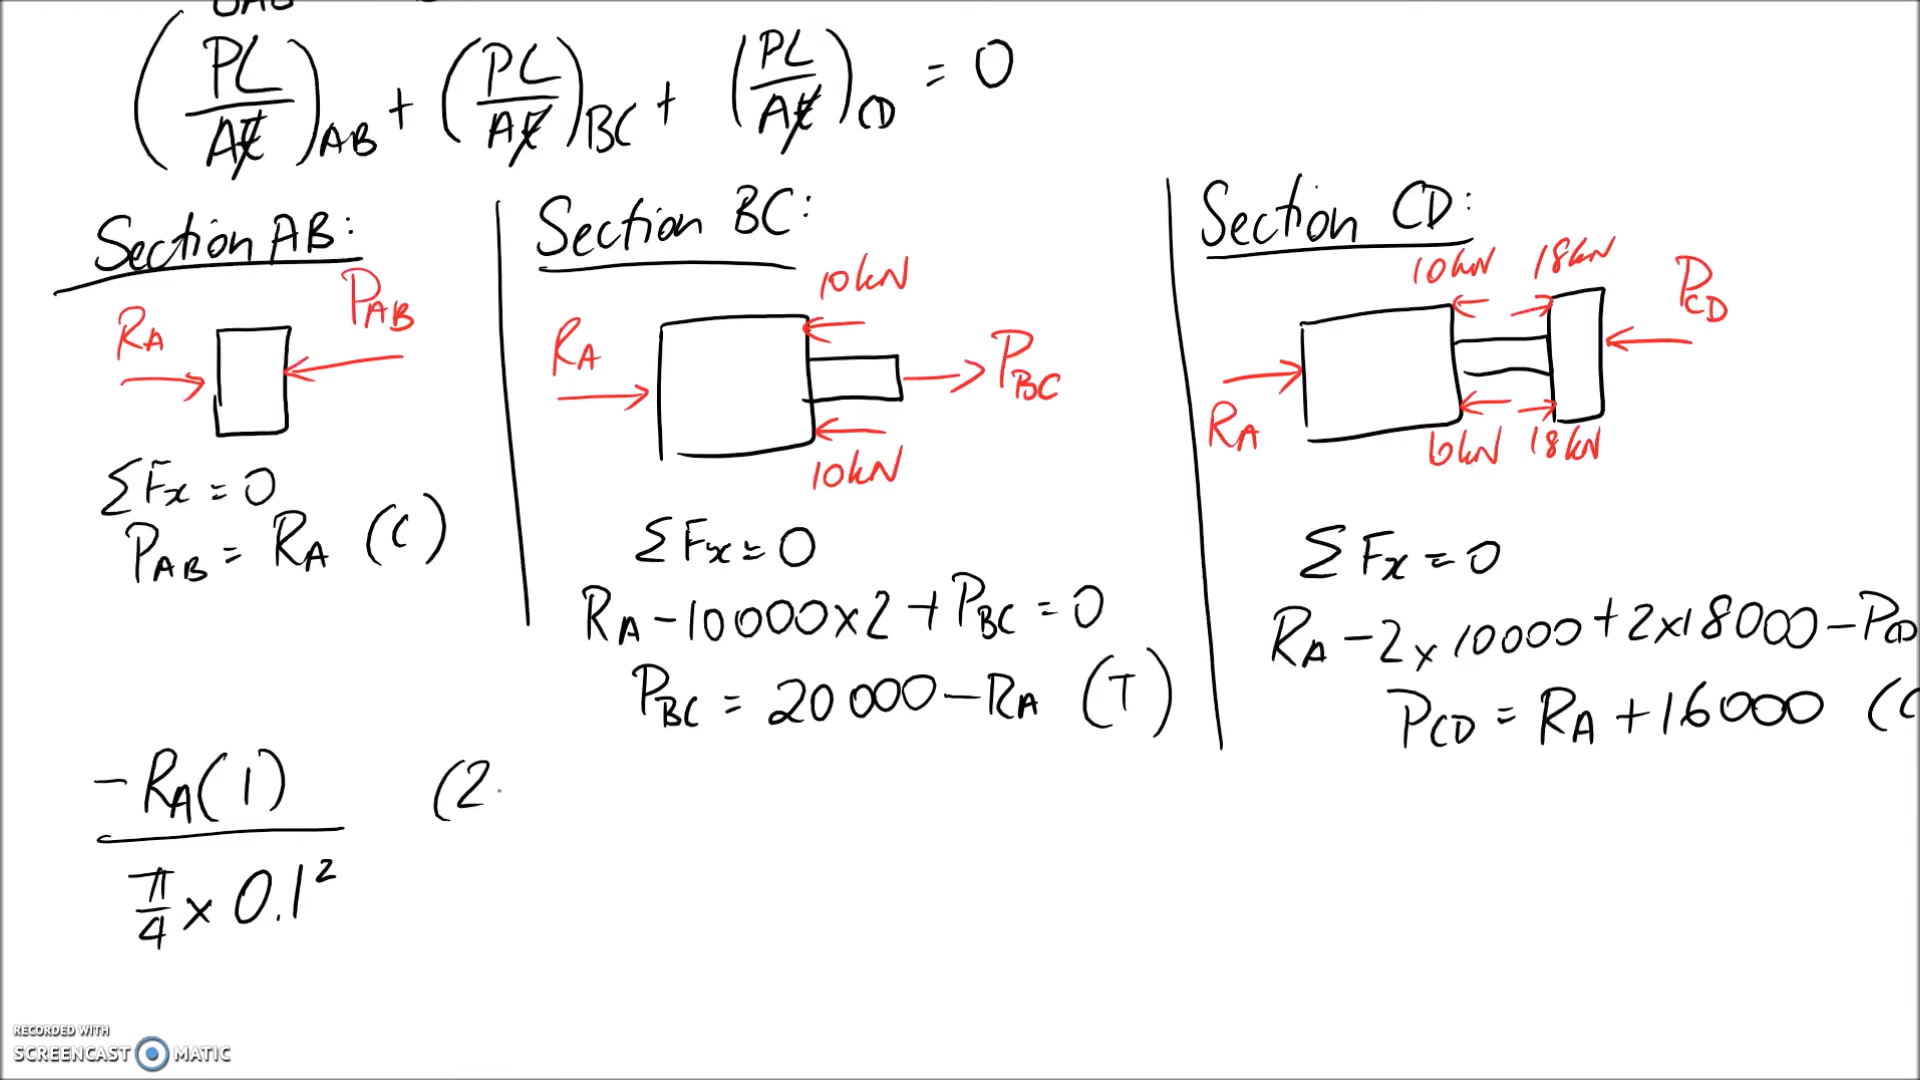 (PL/AE)AB + (PL/AE)BC + (PL/AE)CD = 0
Section AB:
RA
PAB
ΣFx = 0
PAB = RA (C)
Section BC:
10kN
RA
PBC
10kN
ΣFx = 0
RA - 10000x2 + PBC = 0
PBC = 20000 - RA (T)
Section CD:
10kN 18kN
PCD
RA
10kN 18kN
ΣFx = 0
RA - 2x10000 + 2x18000 - PCD
PCD = RA + 16000 (C
-RA(1) (2
π/4 x 0.1²
RECORDED WITH
SCREENCAST MATIC